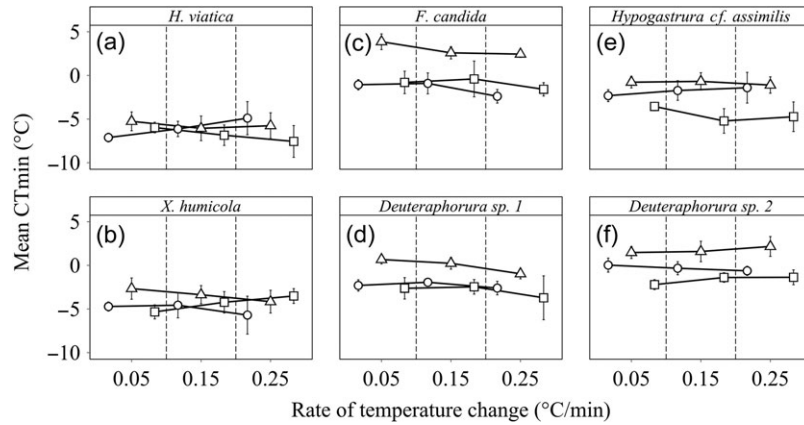 H. viatica
F. candida
Hypogastrura cf. assimilis
5
0
−5
−10
(a)
(c)
(e)
Mean CTmin (°C)
X. humicola
Deuteraphorura sp. 1
Deuteraphorura sp. 2
5
0
−5
−10
(b)
(d)
(f)
0.05 0.15 0.25 0.05 0.15 0.25 0.05 0.15 0.25
Rate of temperature change (°C/min)